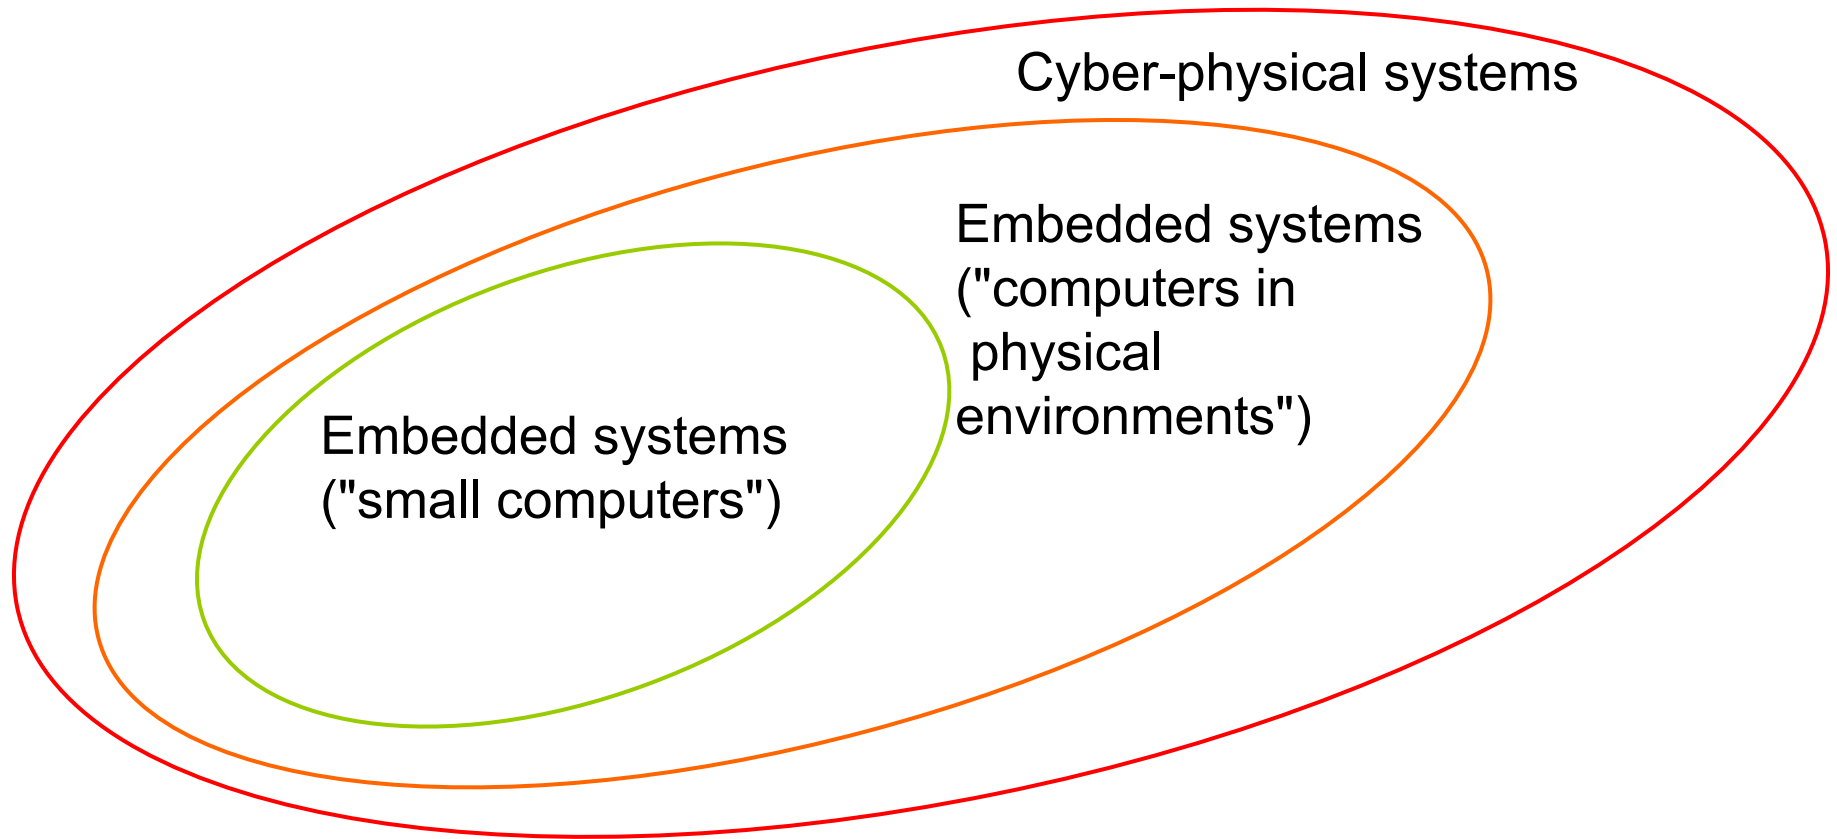 Cyber-physical systems
Embedded systems
("computers in
physical
environments")
Embedded systems
("small computers")